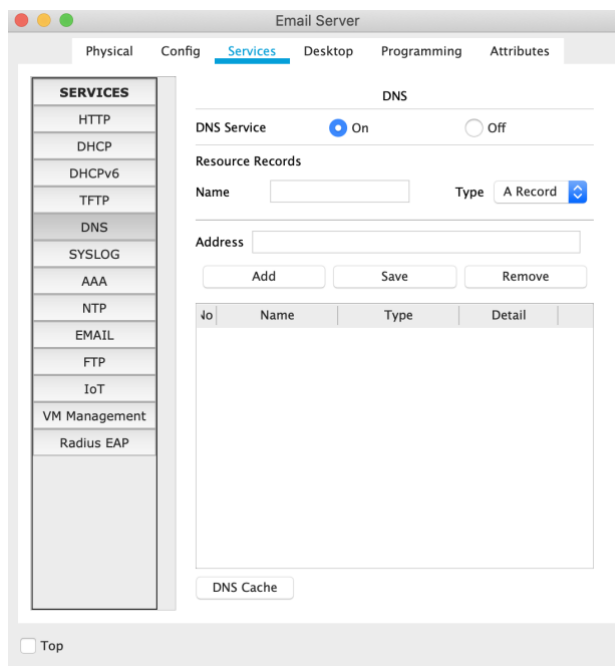 Email Server
Physical Config Services Desktop Programming Attributes
SERVICES
HTTP
DHCP
DHCPv6
TFTP
DNS
SYSLOG
AAA
NTP
EMAIL
FTP
IoT
VM Management
Radius EAP
DNS
DNS Service On Off
Resource Records
Name Type A Record
Address
Add Save Remove
No Name Type Detail
DNS Cache
Top